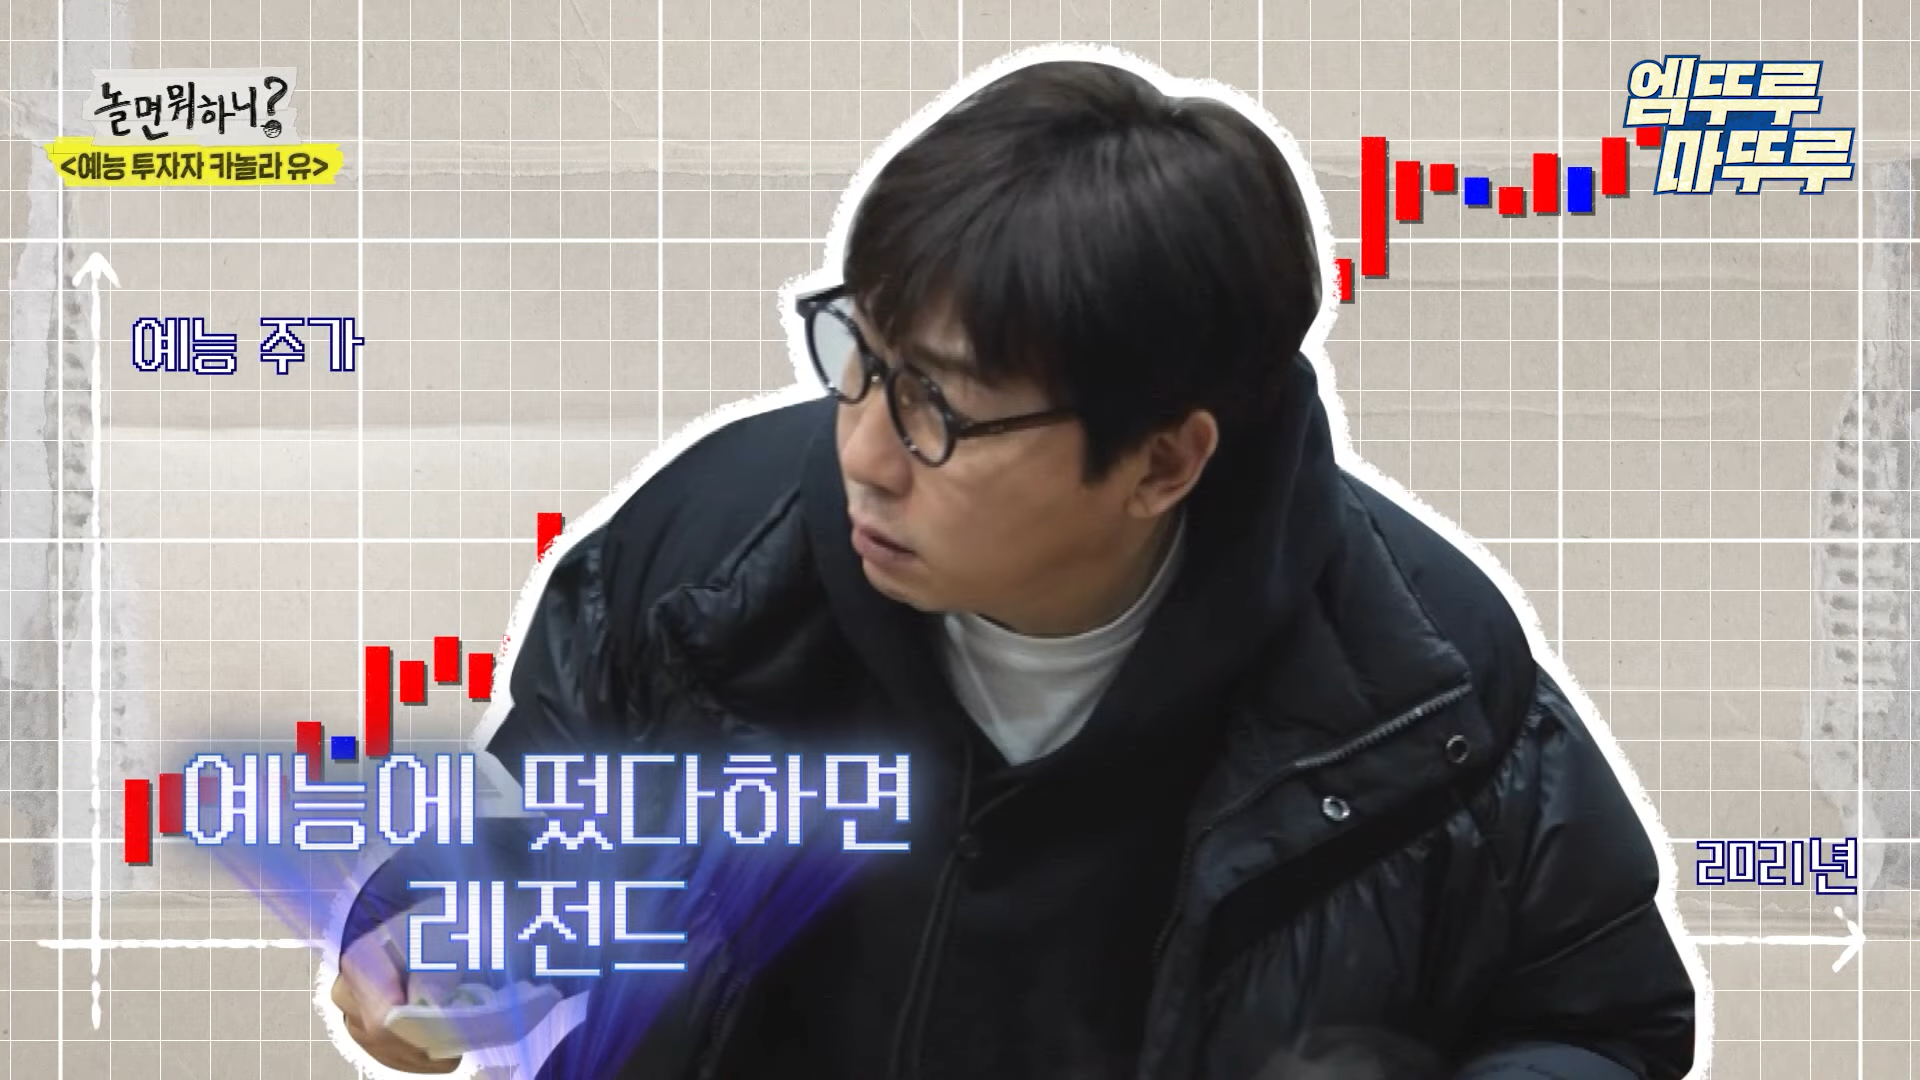 놀면뭐하니?
<예능 투자자 카놀라 유>
엠뚜루
마뚜루
예능 주가
예능에 떴다하면
레전드
2021년